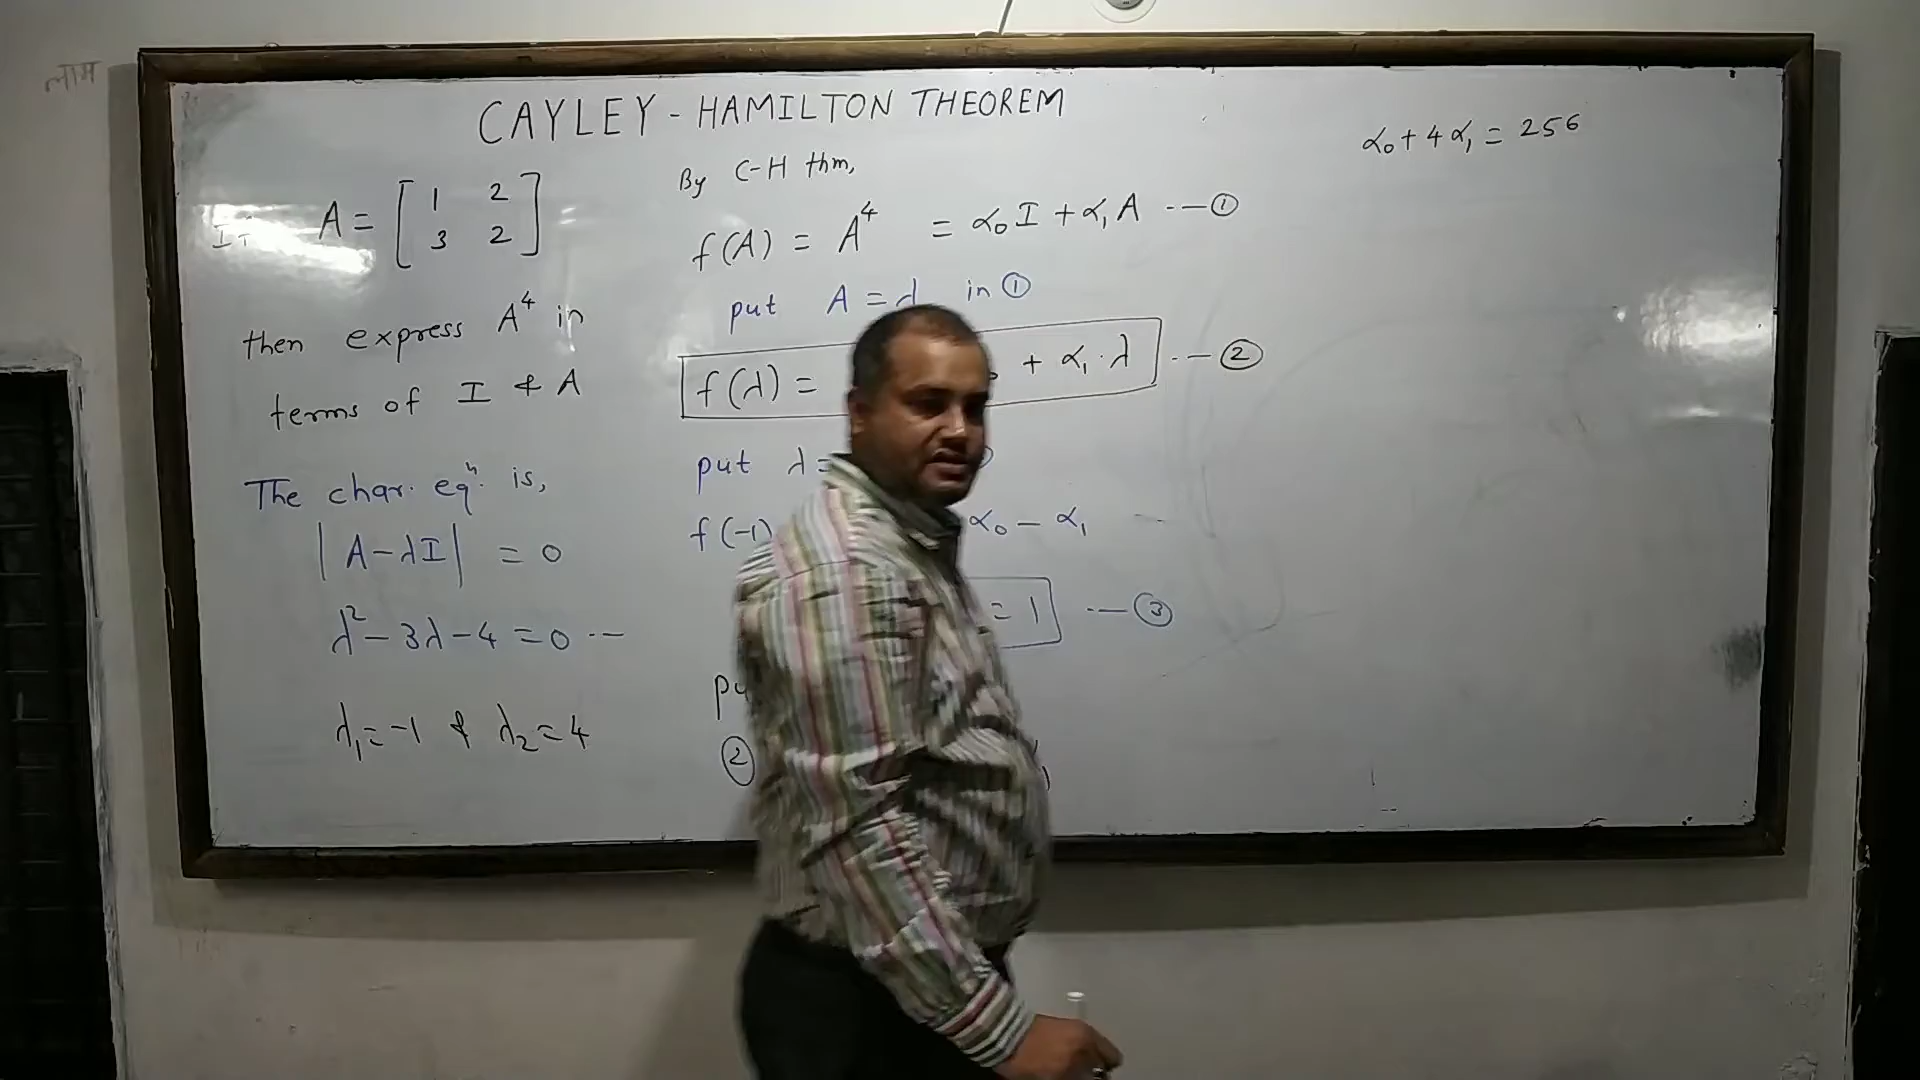 लाम
CAYLEY - HAMILTON THEOREM
If A = [ 1 2
3 2 ]
then express A⁴ in
terms of I & A
The char. eqⁿ. is,
|A-λI| = 0
λ² - 3λ - 4 = 0 --
λ₁ = -1 & λ₂ = 4
By C-H thm,
f(A) = A⁴ = α₀I + α₁A --- ①
put A = λ in ①
f(λ) = + α₁.λ --- ②
put λ =
f(-1) α₀ - α₁
= 1 --- ③
②
α₀ + 4α₁ = 256